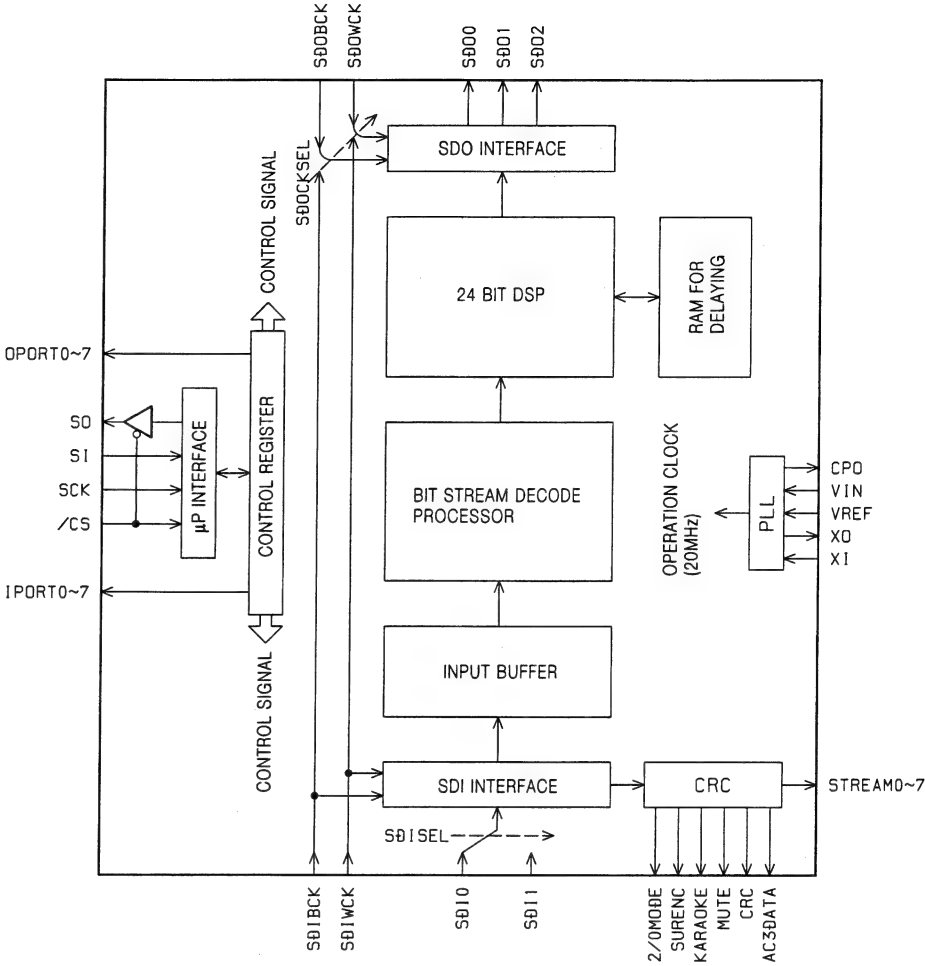 SDOBCK
SDOWCK
SDO0
SDO1
SDO2
SDOCKSEL
SDO INTERFACE
CONTROL SIGNAL
24 BIT DSP
RAM FOR
DELAYING
OPORT0~7
SO
SI
SCK
/CS
IPORT0~7
µP INTERFACE
CONTROL REGISTER
BIT STREAM DECODE
PROCESSOR
OPERATION CLOCK
(20MHz)
PLL
CPO
VIN
VREF
XO
XI
CONTROL SIGNAL
INPUT BUFFER
SDI INTERFACE
CRC
STREAM0~7
SDISEL
SDIBCK
SDIWCK
SDI0
SDI1
2/0MODE
SURENC
KARAOKE
MUTE
CRC
AC3DATA